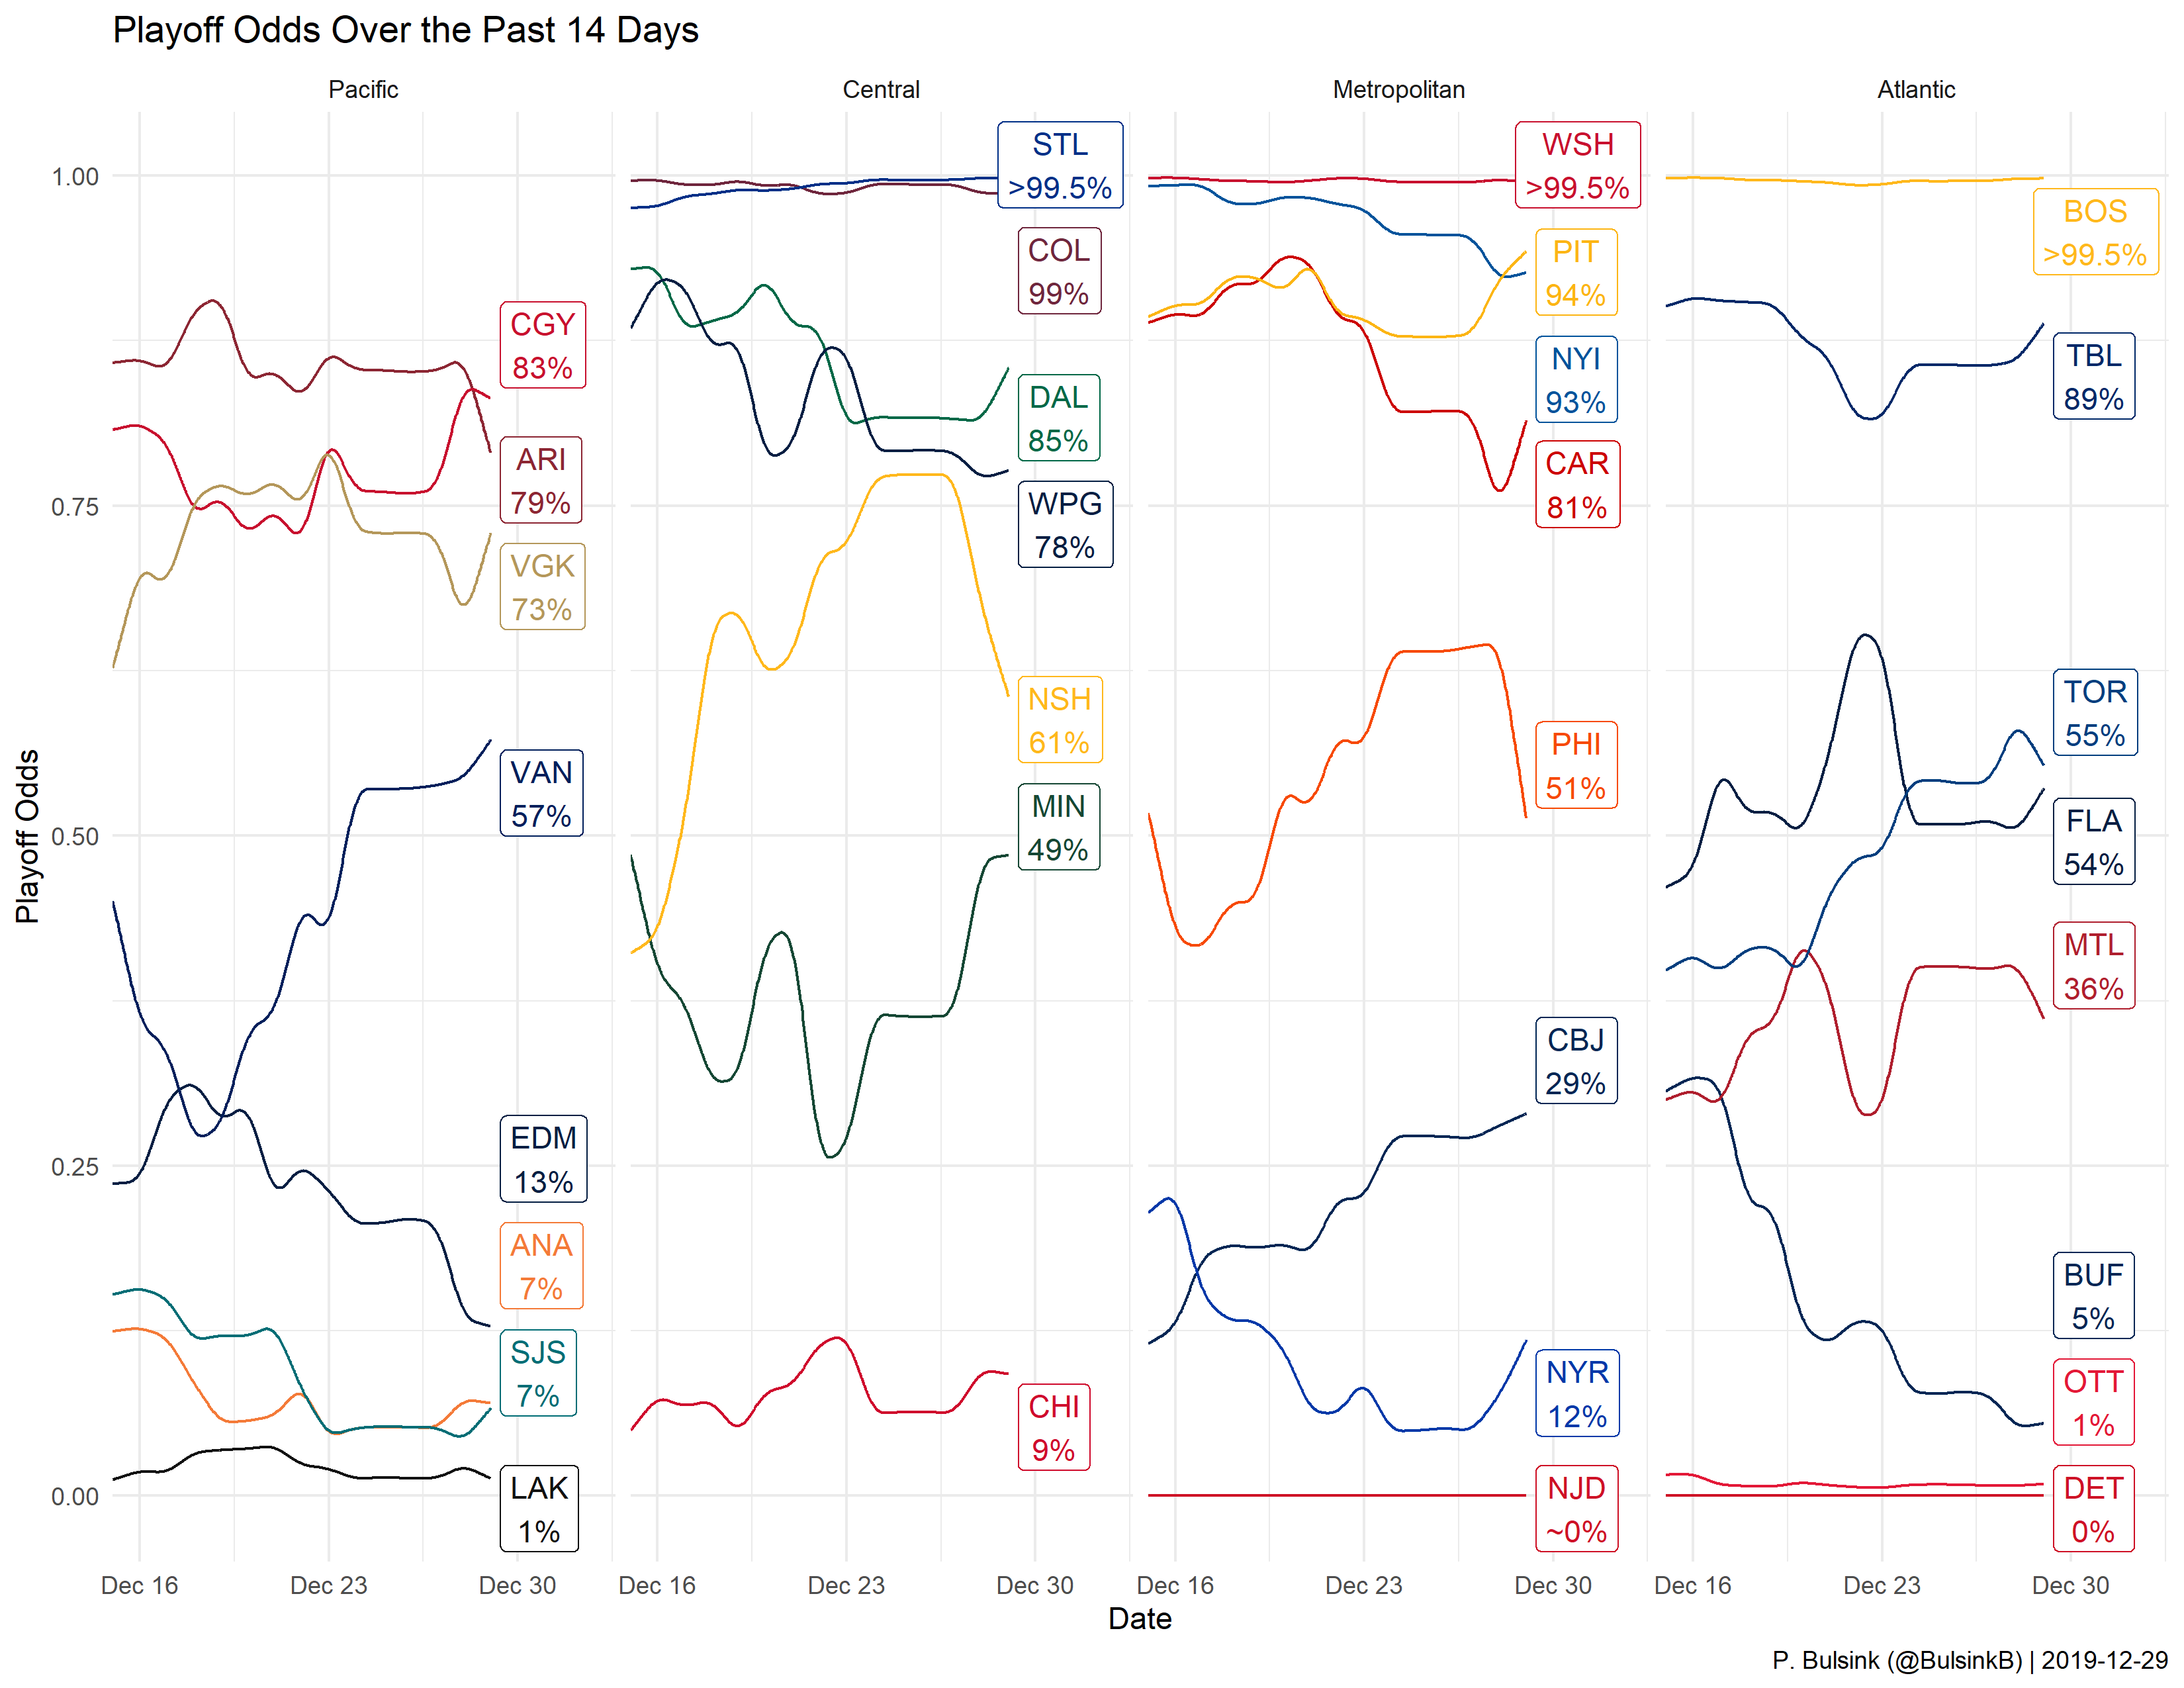 Playoff Odds Over the Past 14 Days
Pacific
Central
Metropolitan
Atlantic
Playoff Odds
1.00
0.75
0.50
0.25
0.00
CGY
83%
ARI
79%
VGK
73%
VAN
57%
EDM
13%
ANA
7%
SJS
7%
LAK
1%
STL
>99.5%
COL
99%
DAL
85%
WPG
78%
NSH
61%
MIN
49%
CHI
9%
WSH
>99.5%
PIT
94%
NYI
93%
CAR
81%
PHI
51%
CBJ
29%
NYR
12%
NJD
~0%
BOS
>99.5%
TBL
89%
TOR
55%
FLA
54%
MTL
36%
BUF
5%
OTT
1%
DET
0%
Dec 16 Dec 23 Dec 30
Dec 16 Dec 23 Dec 30
Dec 16 Dec 23 Dec 30
Dec 16 Dec 23 Dec 30
Date
P. Bulsink (@BulsinkB) | 2019-12-29